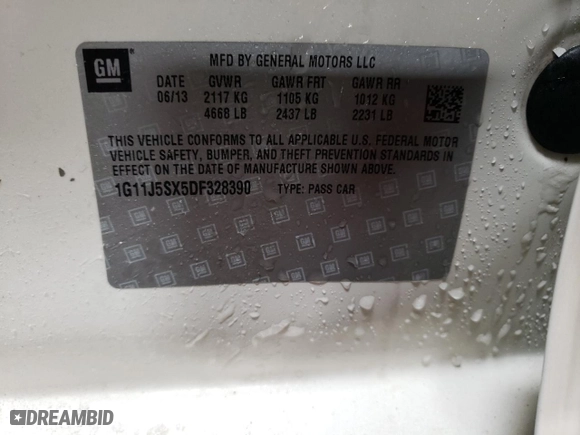 GM
MFD BY GENERAL MOTORS LLC
DATE GVWR GAWR FRT GAWR RR
06/13 2117 KG 1105 KG 1012 KG
4668 LB 2437 LB 2231 LB
THIS VEHICLE CONFORMS TO ALL APPLICABLE U.S. FEDERAL MOTOR
VEHICLE SAFETY, BUMPER, AND THEFT PREVENTION STANDARDS IN
EFFECT ON THE DATE OF MANUFACTURE SHOWN ABOVE.
1G11J5SX5DF328390 TYPE: PASS CAR
DREAMBID